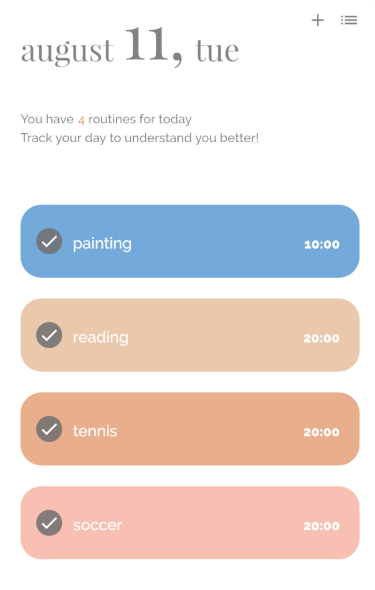 august 11, tue
You have 4 routines for today
Track your day to understand you better!
painting 10:00
reading 20:00
tennis 20:00
soccer 20:00